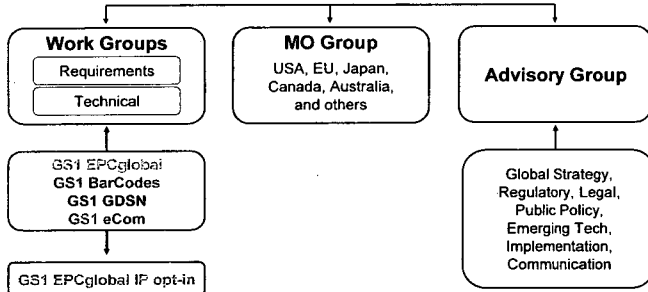 Work Groups
Requirements
Technical
MO Group
USA, EU, Japan,
Canada, Australia,
and others
Advisory Group
GS1 EPCglobal
GS1 BarCodes
GS1 GDSN
GS1 eCom
GS1 EPCglobal IP opt-in
Global Strategy,
Regulatory, Legal,
Public Policy,
Emerging Tech,
Implementation,
Communication